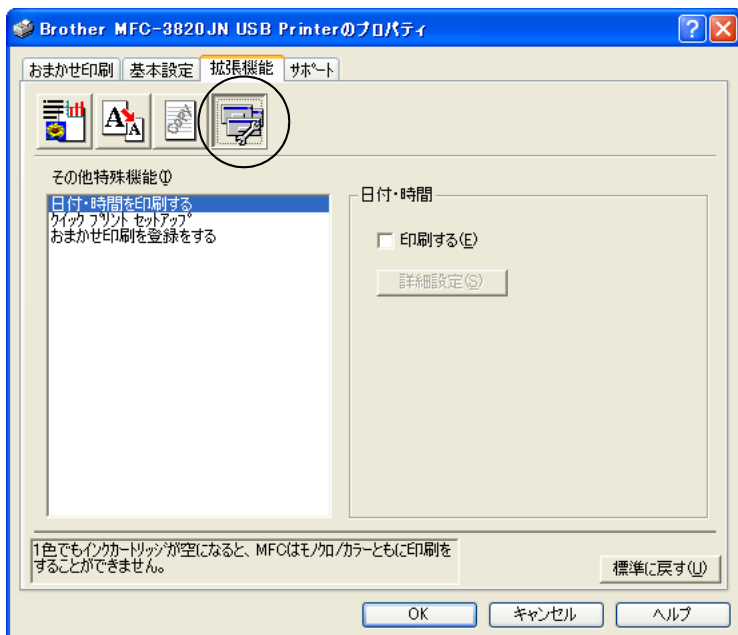 Brother MFC-3820JN USB Printerのプロパティ
おまかせ印刷 基本設定 拡張機能 サポート
その他特殊機能(I)
日付・時間を印刷する
クイック プリント セットアップ
おまかせ印刷を登録をする
日付・時間
印刷する(E)
詳細設定(S)
1色でもインクカートリッジが空になると、MFCはモノクロ/カラーともに印刷を
することができません。
標準に戻す(U)
OK キャンセル ヘルプ